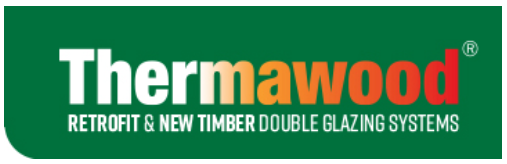 Thermawood®
RETROFIT & NEW TIMBER DOUBLE GLAZING SYSTEMS